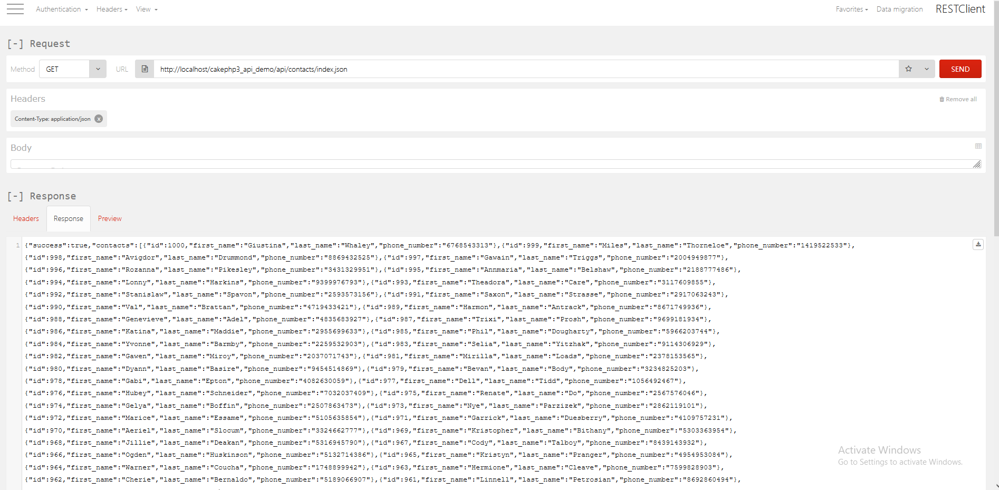 Authentication Headers View Favorites Data migration RESTClient
[-] Request
Method GET URL http://localhost/cakephp3_api_demo/api/contacts/index.json SEND
Headers Remove all
Content-Type: application/json x
Body
[-] Response
Headers Response Preview
1 {"success":true,"contacts":[{"id":1000,"first_name":"Giustina","last_name":"Whaley","phone_number":"6768543313"},{"id":999,"first_name":"Miles","last_name":"Thorneloe","phone_number":"1419522533"},
{"id":998,"first_name":"Avigdor","last_name":"Drummond","phone_number":"8869432525"},{"id":997,"first_name":"Gawain","last_name":"Triggs","phone_number":"2004949877"},
{"id":996,"first_name":"Rozanna","last_name":"Pikesley","phone_number":"3431329951"},{"id":995,"first_name":"Annmaria","last_name":"Belshaw","phone_number":"2188777486"},
{"id":994,"first_name":"Lonny","last_name":"Harkins","phone_number":"9399976793"},{"id":993,"first_name":"Theadora","last_name":"Care","phone_number":"3117609855"},
{"id":992,"first_name":"Stanislaw","last_name":"Spavon","phone_number":"2593573156"},{"id":991,"first_name":"Saxon","last_name":"Strasse","phone_number":"2917063243"},
{"id":990,"first_name":"Val","last_name":"Brattan","phone_number":"4719433421"},{"id":989,"first_name":"Harmon","last_name":"Antrack","phone_number":"8671749936"},
{"id":988,"first_name":"Genevieve","last_name":"Adel","phone_number":"4835683927"},{"id":987,"first_name":"Trixi","last_name":"Prosh","phone_number":"9699181934"},
{"id":986,"first_name":"Katina","last_name":"Maddie","phone_number":"2955699633"},{"id":985,"first_name":"Phil","last_name":"Dougharty","phone_number":"5966203744"},
{"id":984,"first_name":"Yvonne","last_name":"Barmby","phone_number":"2259532903"},{"id":983,"first_name":"Selia","last_name":"Yitzhak","phone_number":"9114306929"},
{"id":982,"first_name":"Gawen","last_name":"Miroy","phone_number":"2037071743"},{"id":981,"first_name":"Mirilla","last_name":"Loads","phone_number":"2378153565"},
{"id":980,"first_name":"Dyann","last_name":"Basire","phone_number":"9454514869"},{"id":979,"first_name":"Bevan","last_name":"Body","phone_number":"3234825203"},
{"id":978,"first_name":"Gabi","last_name":"Epton","phone_number":"4082630059"},{"id":977,"first_name":"Dell","last_name":"Tidd","phone_number":"1056492467"},
{"id":976,"first_name":"Hubey","last_name":"Schneider","phone_number":"7032037409"},{"id":975,"first_name":"Renate","last_name":"Do","phone_number":"2567576046"},
{"id":974,"first_name":"Gelya","last_name":"Boffin","phone_number":"2507863473"},{"id":973,"first_name":"Nye","last_name":"Parzizek","phone_number":"2862119101"},
{"id":972,"first_name":"Marice","last_name":"Essame","phone_number":"5105635854"},{"id":971,"first_name":"Garrick","last_name":"Duesberry","phone_number":"4109757231"},
{"id":970,"first_name":"Aeriel","last_name":"Slocum","phone_number":"3324662777"},{"id":969,"first_name":"Kristopher","last_name":"Bithany","phone_number":"5303363954"},
{"id":968,"first_name":"Jillie","last_name":"Deakan","phone_number":"5316945790"},{"id":967,"first_name":"Cody","last_name":"Talboy","phone_number":"8439143932"},
{"id":966,"first_name":"Ogden","last_name":"Huskinson","phone_number":"5132714386"},{"id":965,"first_name":"Kristyn","last_name":"Pranger","phone_number":"4954953084"},
{"id":964,"first_name":"Warner","last_name":"Coucha","phone_number":"1748899942"},{"id":963,"first_name":"Hermione","last_name":"Cleave","phone_number":"7599828903"},
{"id":962,"first_name":"Cherie","last_name":"Bernaldo","phone_number":"5189066907"},{"id":961,"first_name":"Linnell","last_name":"Petrosian","phone_number":"8692860494"},
Activate Windows
Go to Settings to activate Windows.